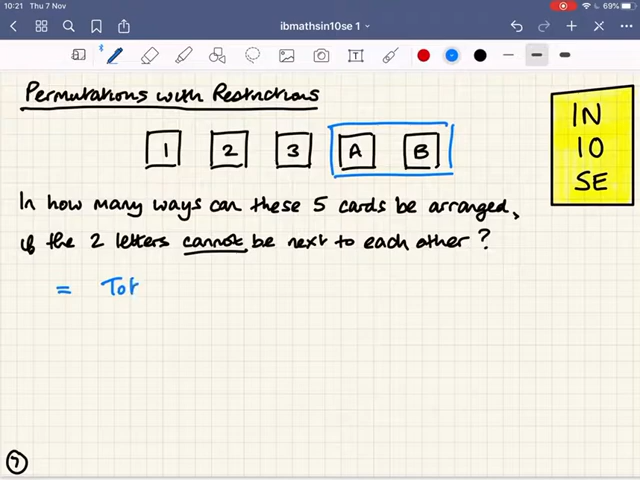 10:21 Thu 7 Nov
69%
ibmathsin10se 1
Permutations with Restrictions
1 2 3 A B
IN
10
SE
In how many ways can these 5 cards be arranged,
if the 2 letters cannot be next to each other?
= Tot
7